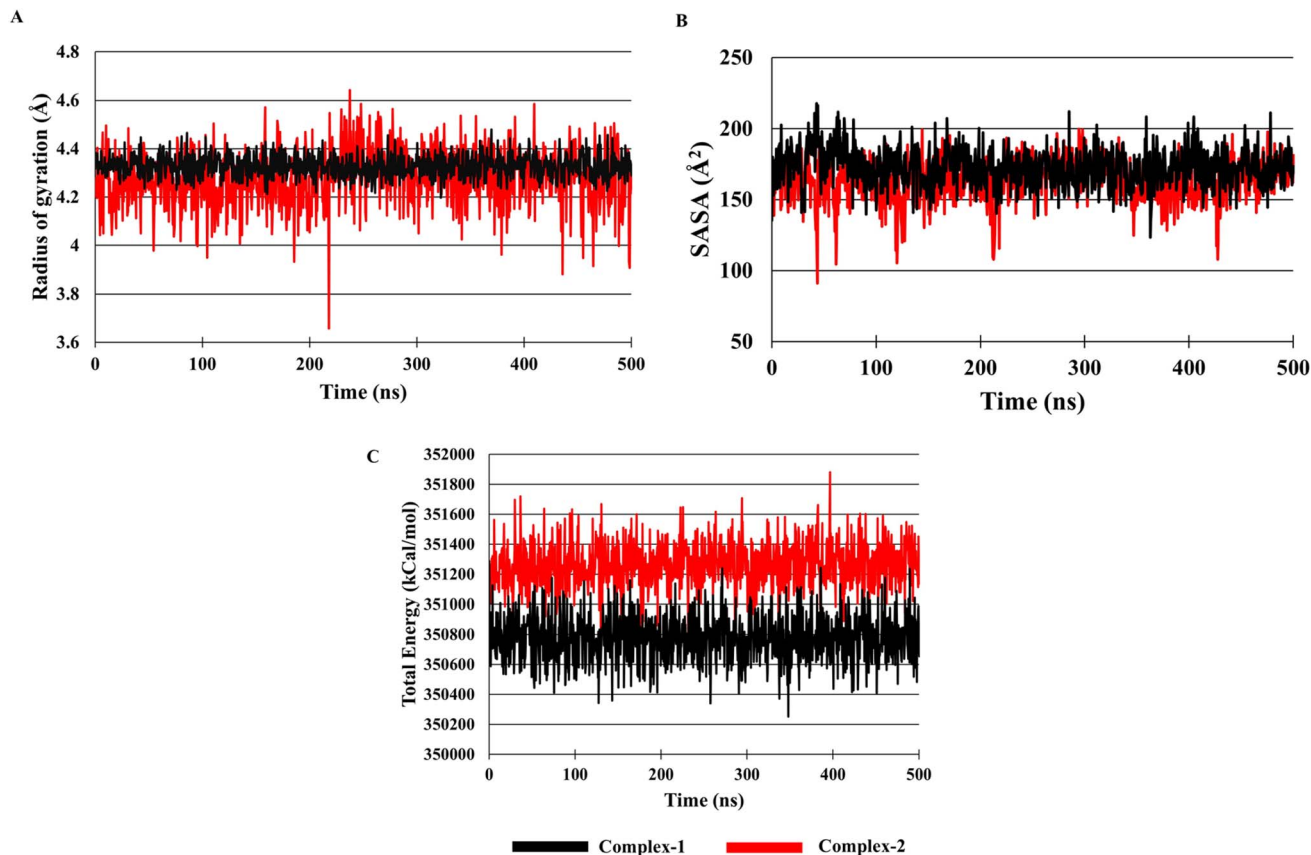 A
Radius of gyration (Å)
4.8
4.6
4.4
4.2
4
3.8
3.6
0 100 200 300 400 500
Time (ns)
B
SASA (Å²)
250
200
150
100
50
0 100 200 300 400 500
Time (ns)
C
Total Energy (kCal/mol)
352000
351800
351600
351400
351200
351000
350800
350600
350400
350200
350000
0 100 200 300 400 500
Time (ns)
Complex-1 Complex-2